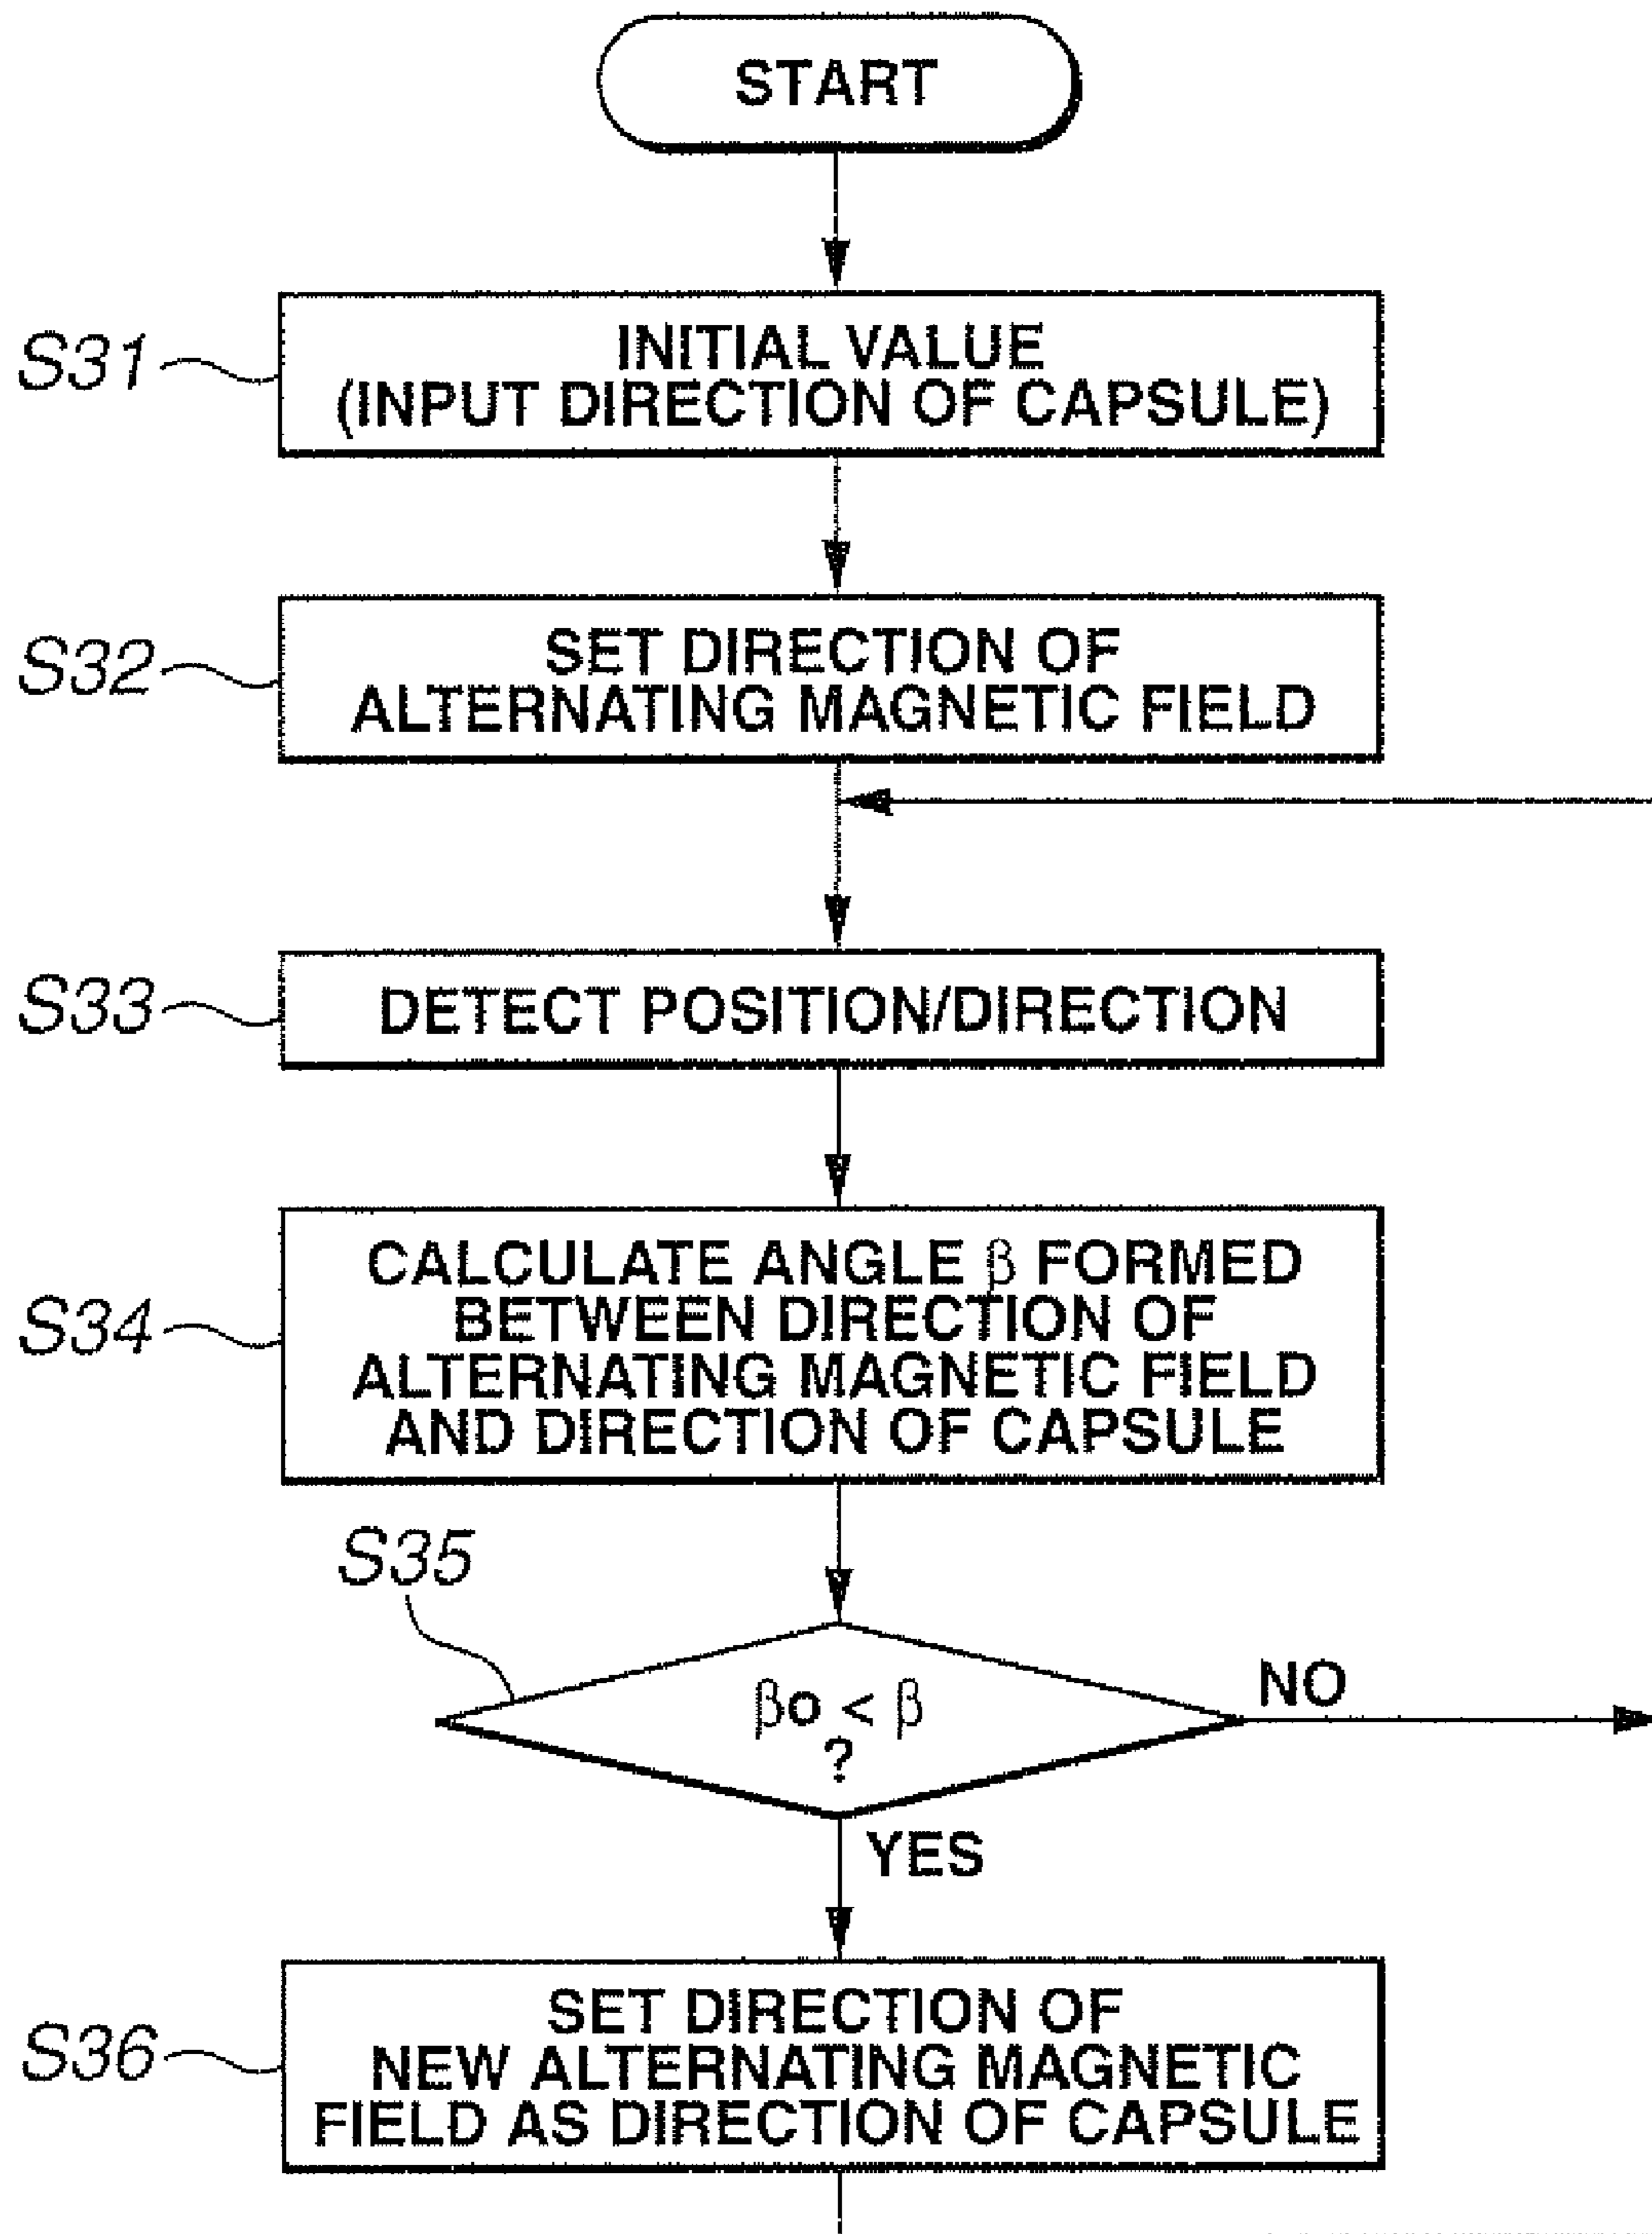 START
S31
INITIAL VALUE
(INPUT DIRECTION OF CAPSULE)
S32
SET DIRECTION OF
ALTERNATING MAGNETIC FIELD
S33
DETECT POSITION/DIRECTION
S34
CALCULATE ANGLE β FORMED
BETWEEN DIRECTION OF
ALTERNATING MAGNETIC FIELD
AND DIRECTION OF CAPSULE
S35
βo < β
?
NO
YES
S36
SET DIRECTION OF
NEW ALTERNATING MAGNETIC
FIELD AS DIRECTION OF CAPSULE